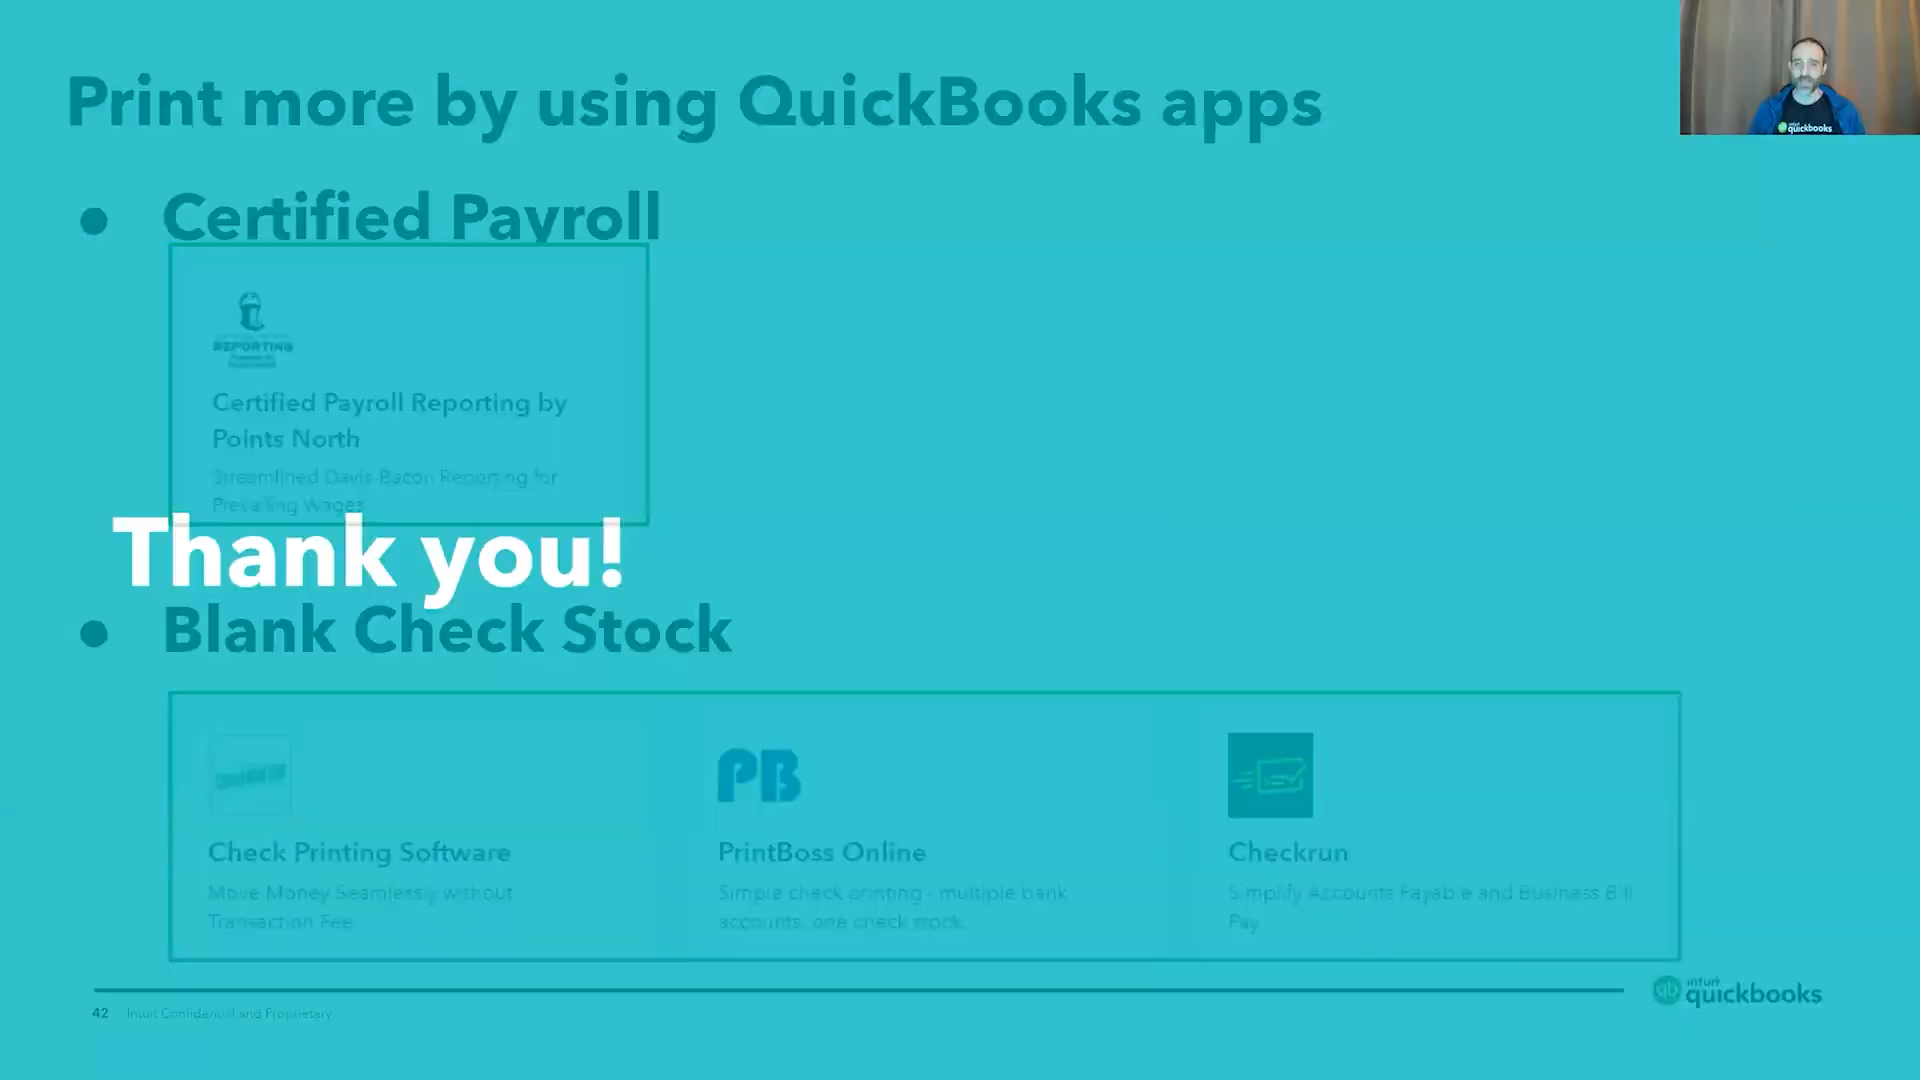 Print more by using QuickBooks apps
intuit
quickbooks
● Certified Payroll
REPORTING
Certified Payroll Reporting by
Points North
Streamlined Davis-Bacon Reporting for
Prevailing Wages
Thank you!
● Blank Check Stock
PB
Check Printing Software
Move Money Seamlessly without
Transaction Fee.
PrintBoss Online
Simple check printing - multiple bank
accounts, one check stock.
Checkrun
Simplify Accounts Payable and Business Bill
Pay
42 Intuit Confidential and Proprietary
qb intuit
quickbooks